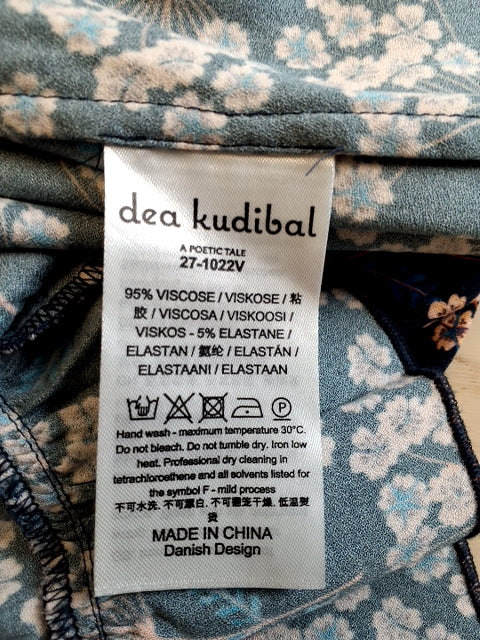 dea kudibal
A POETIC TALE
27-1022V
95% VISCOSE / VISKOSE / 粘
胶 / VISCOSA / VISKOOSI /
VISKOS - 5% ELASTANE /
ELASTAN / 氨纶 / ELASTÁN /
ELASTAANI / ELASTAAN
Hand wash - maximum temperature 30°C.
Do not bleach. Do not tumble dry. Iron low
heat. Professional dry cleaning in
tetrachloroethene and all solvents listed for
the symbol F - mild process
不可水洗. 不可漂白. 不可翻笼干燥. 低温熨
烫
MADE IN CHINA
Danish Design